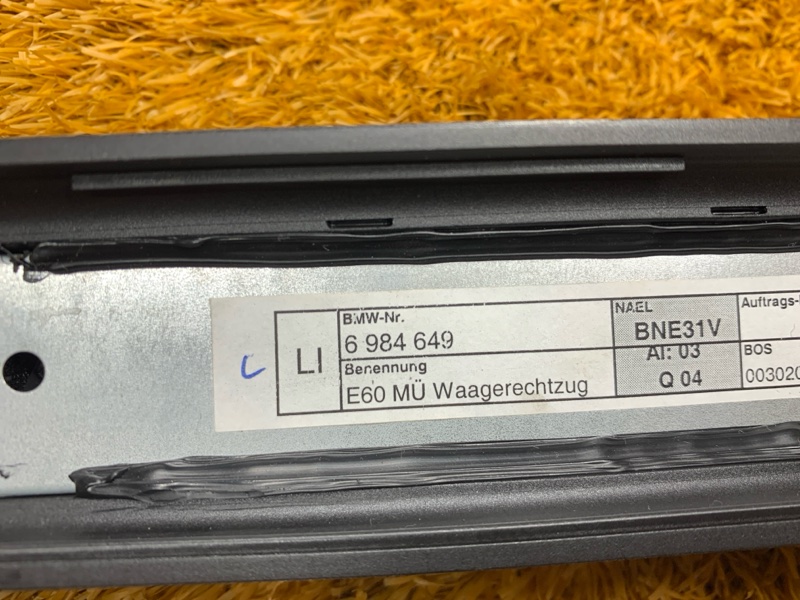 LI
BMW-Nr.
6 984 649
Benennung
E60 MÜ Waagerechtzug
NAEL
BNE31V
AI: 03
Q 04
Auftrags-
BOS
003020